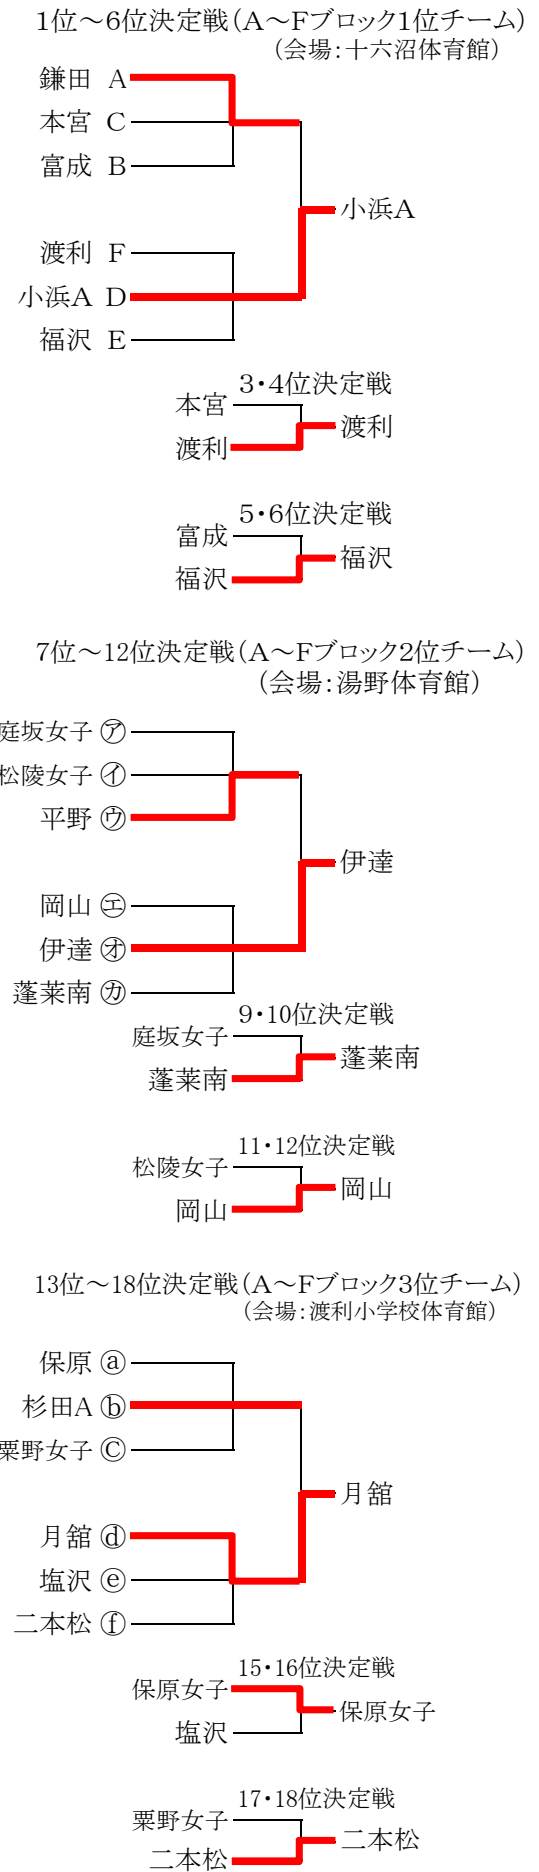 1位～6位決定戦(A～Fブロック1位チーム)
(会場:十六沼体育館)
鎌田 A
本宮 C
富成 B
小浜A
渡利 F
小浜A D
福沢 E
3・4位決定戦
本宮
渡利
渡利
5・6位決定戦
富成
福沢
福沢
7位～12位決定戦(A～Fブロック2位チーム)
(会場:湯野体育館)
庭坂女子 ㋐
松陵女子 ㋑
平野 ㋒
伊達
岡山 ㋓
伊達 ㋔
蓬莱南 ㋕
9・10位決定戦
庭坂女子
蓬莱南
蓬莱南
11・12位決定戦
松陵女子
岡山
岡山
13位～18位決定戦(A～Fブロック3位チーム)
(会場:渡利小学校体育館)
保原 ⓐ
杉田A ⓑ
栗野女子 Ⓒ
月舘
月舘 ⓓ
塩沢 ⓔ
二本松 ⓕ
15・16位決定戦
保原女子
保原女子
塩沢
17・18位決定戦
栗野女子
二本松
二本松